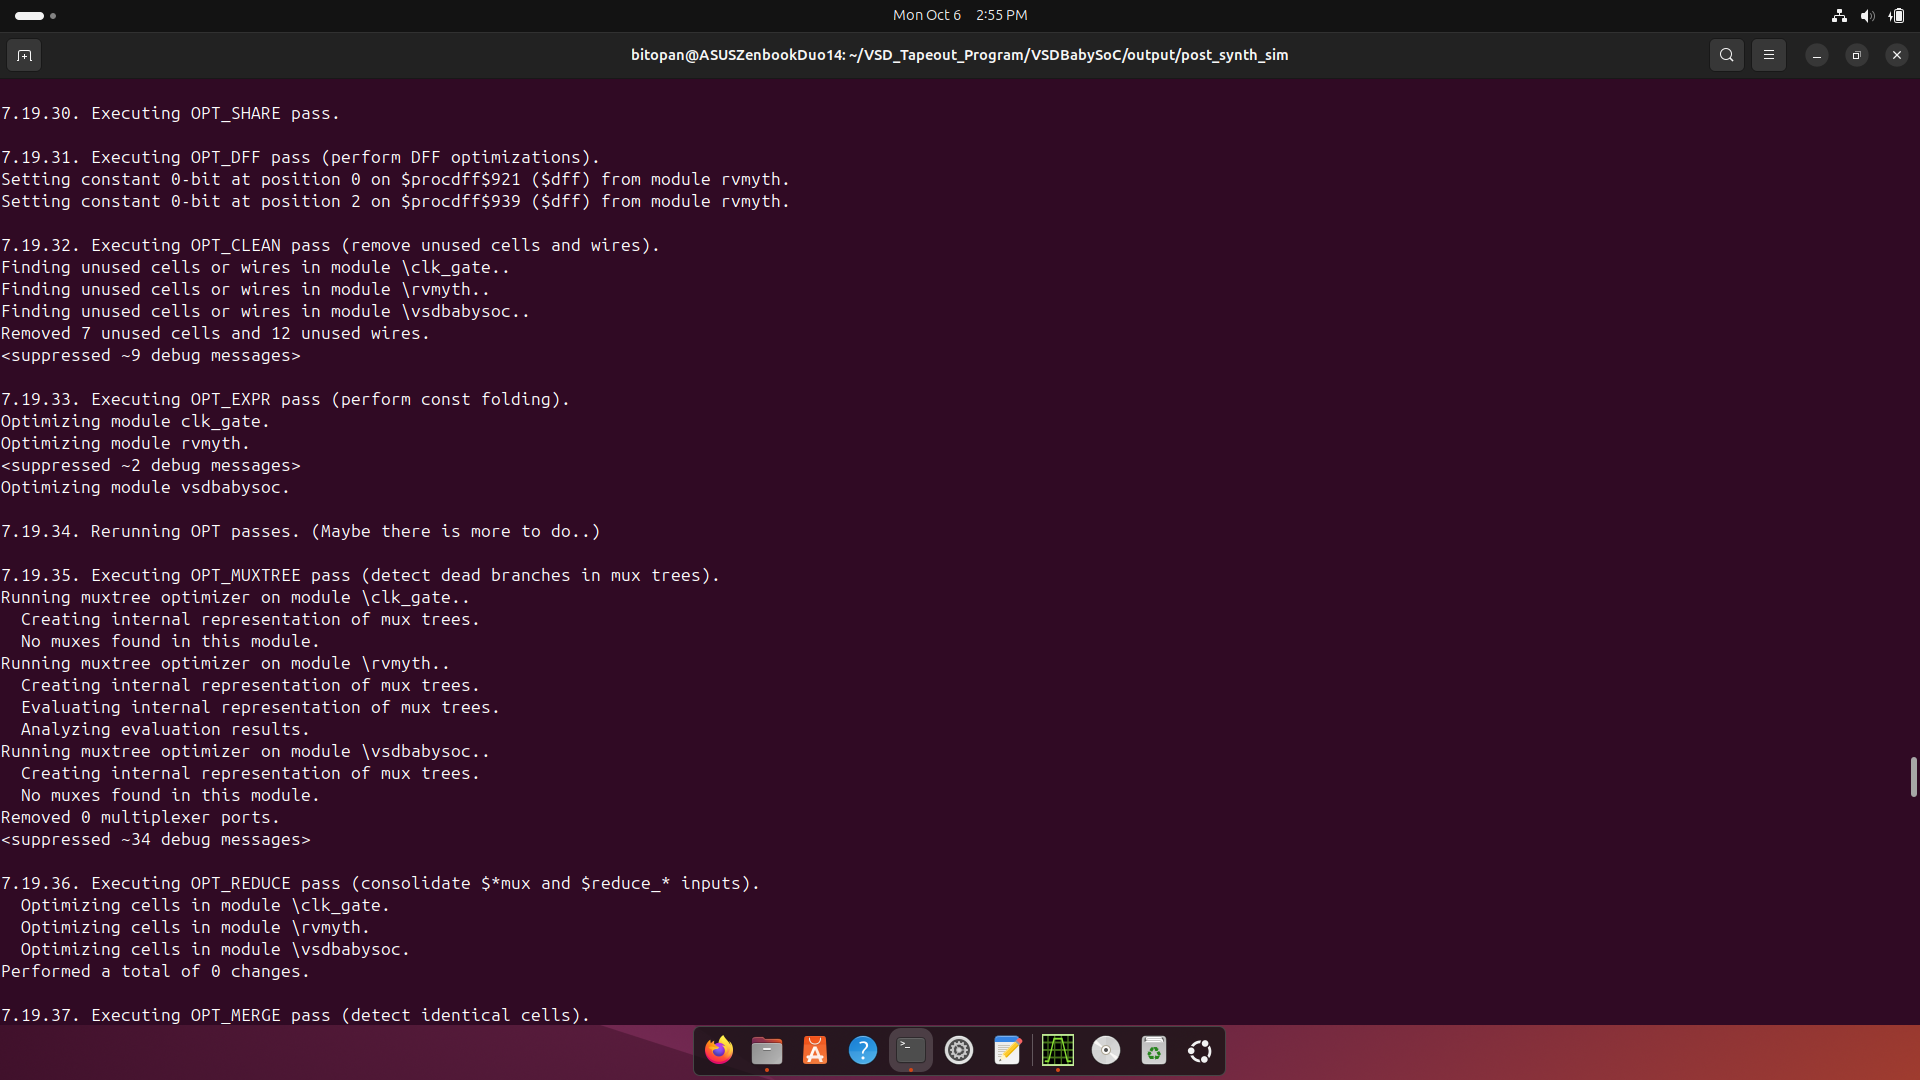 Mon Oct 6 2:55 PM
bitopan@ASUSZenbookDuo14: ~/VSD_Tapeout_Program/VSDBabySoC/output/post_synth_sim
7.19.30. Executing OPT_SHARE pass.
7.19.31. Executing OPT_DFF pass (perform DFF optimizations).
Setting constant 0-bit at position 0 on $procdff$921 ($dff) from module rvmyth.
Setting constant 0-bit at position 2 on $procdff$939 ($dff) from module rvmyth.
7.19.32. Executing OPT_CLEAN pass (remove unused cells and wires).
Finding unused cells or wires in module \clk_gate..
Finding unused cells or wires in module \rvmyth..
Finding unused cells or wires in module \vsdbabysoc..
Removed 7 unused cells and 12 unused wires.
<suppressed ~9 debug messages>
7.19.33. Executing OPT_EXPR pass (perform const folding).
Optimizing module clk_gate.
Optimizing module rvmyth.
<suppressed ~2 debug messages>
Optimizing module vsdbabysoc.
7.19.34. Rerunning OPT passes. (Maybe there is more to do..)
7.19.35. Executing OPT_MUXTREE pass (detect dead branches in mux trees).
Running muxtree optimizer on module \clk_gate..
  Creating internal representation of mux trees.
  No muxes found in this module.
Running muxtree optimizer on module \rvmyth..
  Creating internal representation of mux trees.
  Evaluating internal representation of mux trees.
  Analyzing evaluation results.
Running muxtree optimizer on module \vsdbabysoc..
  Creating internal representation of mux trees.
  No muxes found in this module.
Removed 0 multiplexer ports.
<suppressed ~34 debug messages>
7.19.36. Executing OPT_REDUCE pass (consolidate $*mux and $reduce_* inputs).
  Optimizing cells in module \clk_gate.
  Optimizing cells in module \rvmyth.
  Optimizing cells in module \vsdbabysoc.
Performed a total of 0 changes.
7.19.37. Executing OPT_MERGE pass (detect identical cells).